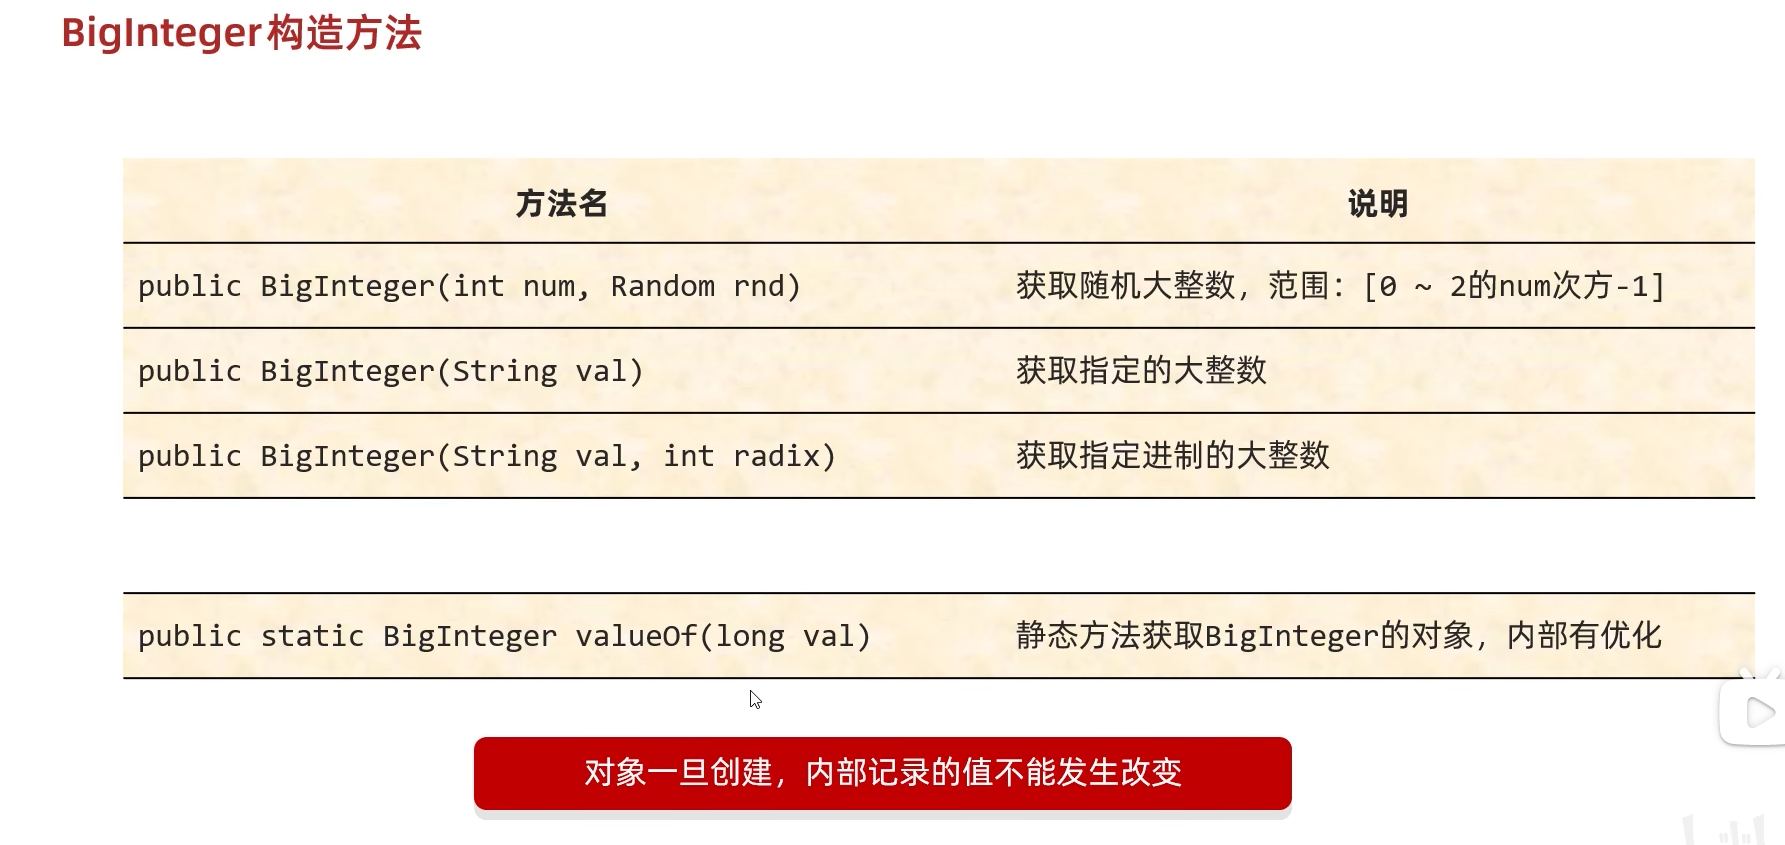 BigInteger构造方法
方法名 说明
public BigInteger(int num, Random rnd) 获取随机大整数，范围：[0 ~ 2的num次方-1]
public BigInteger(String val) 获取指定的大整数
public BigInteger(String val, int radix) 获取指定进制的大整数
public static BigInteger valueOf(long val) 静态方法获取BigInteger的对象，内部有优化
对象一旦创建，内部记录的值不能发生改变